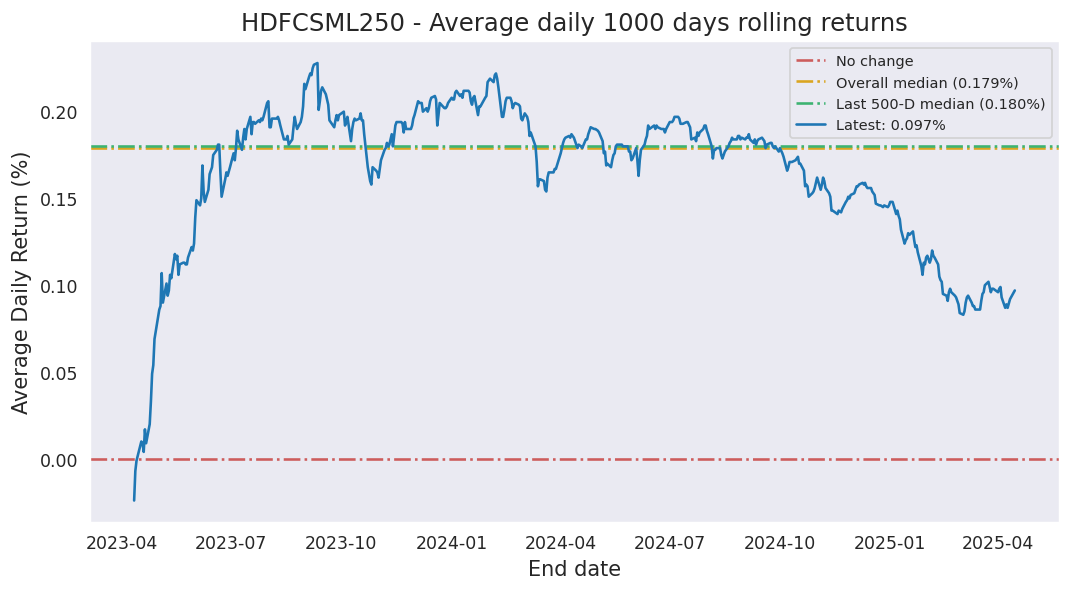 HDFCSML250 - Average daily 1000 days rolling returns
No change
Overall median (0.179%)
Last 500-D median (0.180%)
Latest: 0.097%
Average Daily Return (%)
0.20
0.15
0.10
0.05
0.00
2023-04 2023-07 2023-10 2024-01 2024-04 2024-07 2024-10 2025-01 2025-04
End date